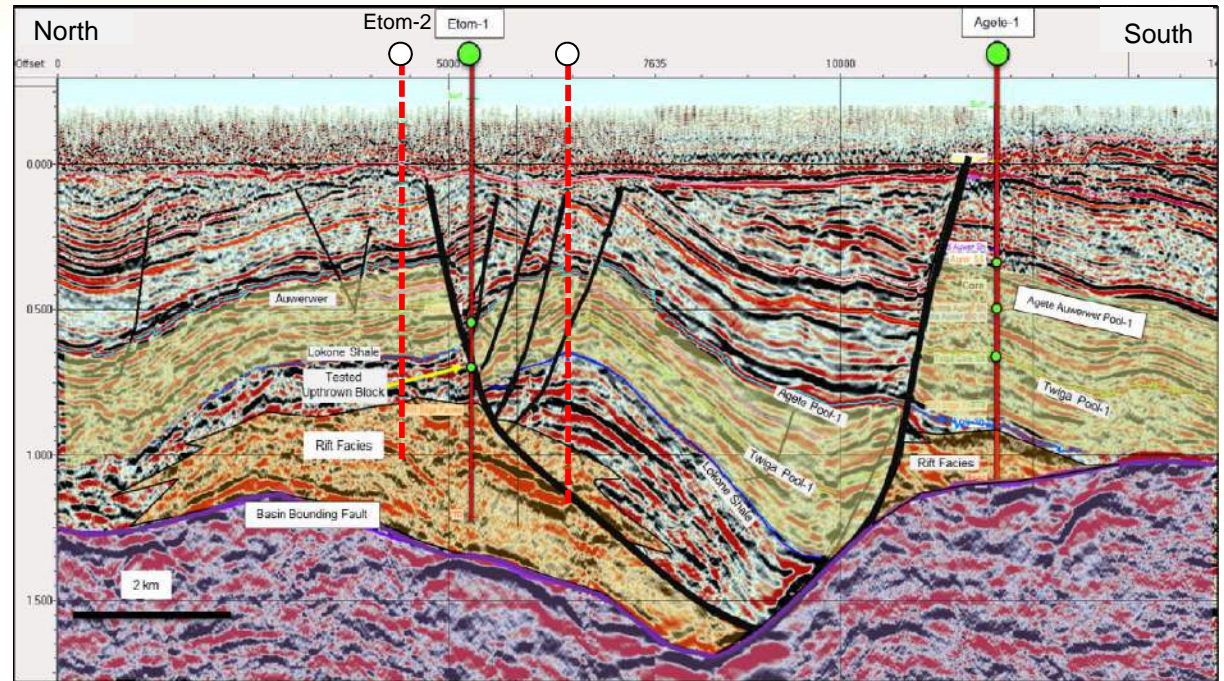 North
Etom-2
Etom-1
Agete-1
South
Offset: 0
5000
7635
10000
0.000
Auwerwer
Agete Auwerwer Pool-1
0.500
Lokone Shale
Tested
Upthrown Block
Core
Agete Pool-1
Twiga Pool-1
Twiga Pool-1
Lokone Shale
Rift Facies
Rift Facies
1.000
Basin Bounding Fault
2 km
1.500